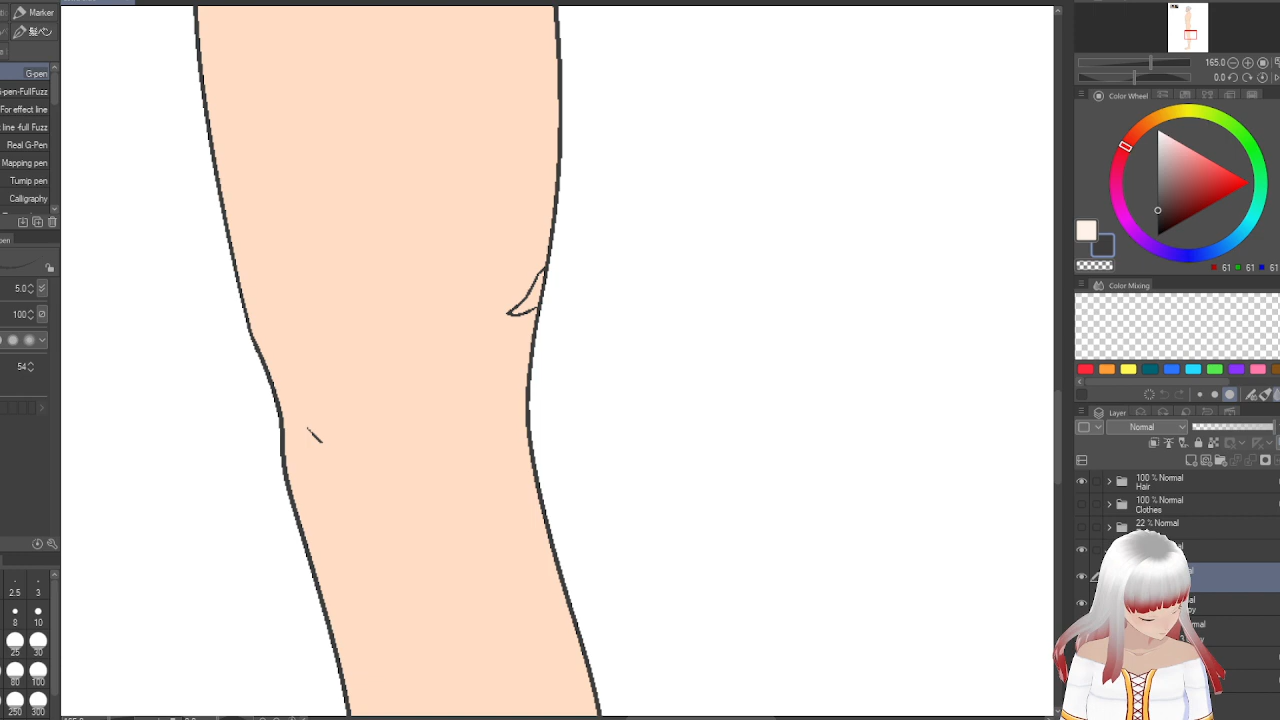 Marker
G-pen
G-pen-FullFuzz
For effect line
line -full Fuzz
Real G-Pen
Mapping pen
Turnip pen
Calligraphy
pen
5.0
100
54
2.5 3
8 10
25 30
80 100
250 300
165.0
0.0
Color Wheel
61 61 61
Color Mixing
Layer
Normal
100 % Normal
Hair
100 % Normal
Clothes
22 % Normal